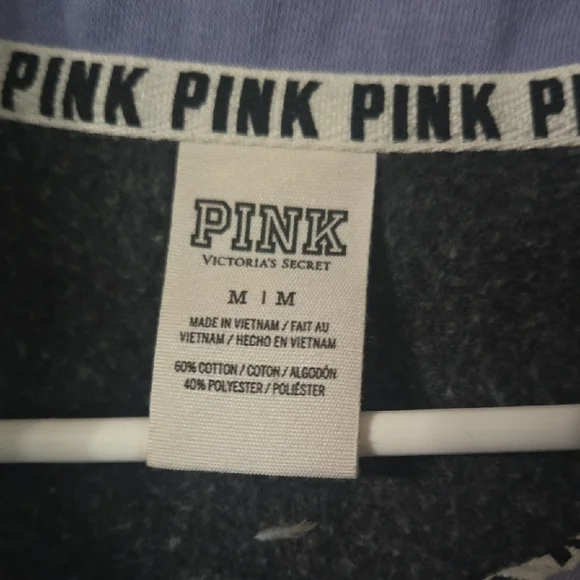 PINK PINK PINK PI
PINK
VICTORIA'S SECRET
M | M
MADE IN VIETNAM / FAIT AU
VIETNAM / HECHO EN VIETNAM
60% COTTON / COTON / ALGODÓN
40% POLYESTER / POLIÉSTER